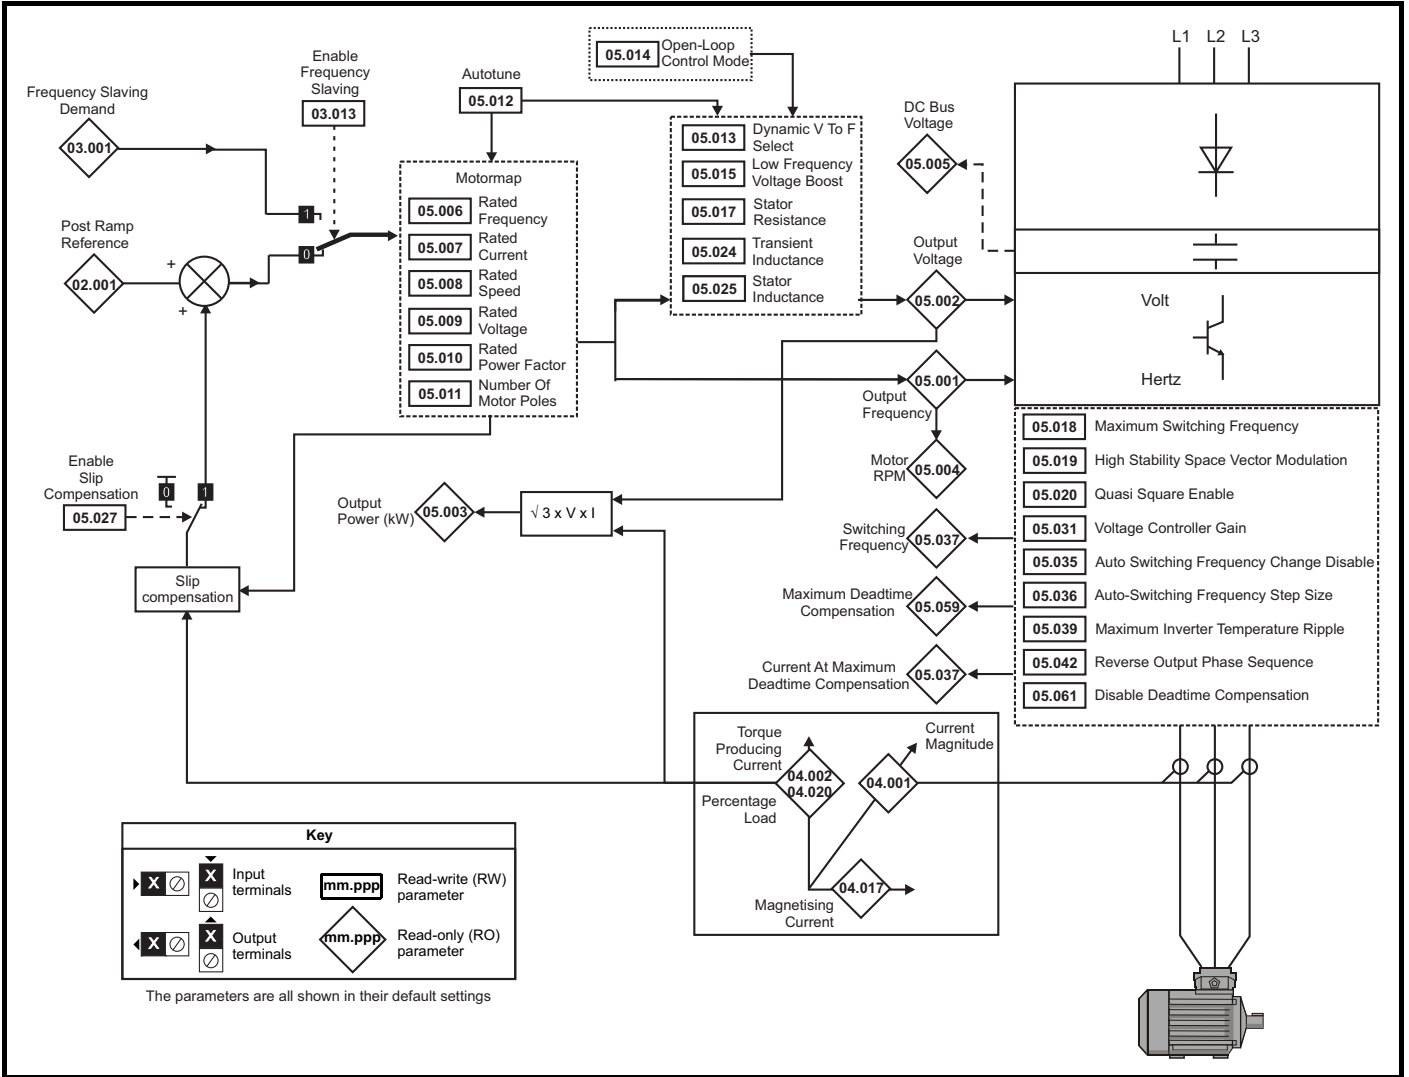 Frequency Slaving
Demand
03.001
Enable
Frequency
Slaving
03.013
Post Ramp
Reference
02.001
+
+
1
0
Autotune
05.012
05.014
Open-Loop
Control Mode
Motormap
05.006
Rated
Frequency
05.007
Rated
Current
05.008
Rated
Speed
05.009
Rated
Voltage
05.010
Rated
Power Factor
05.011
Number Of
Motor Poles
05.013
Dynamic V To F
Select
05.015
Low Frequency
Voltage Boost
05.017
Stator
Resistance
05.024
Transient
Inductance
05.025
Stator
Inductance
DC Bus
Voltage
05.005
Output
Voltage
05.002
05.001
Output
Frequency
Motor
RPM
05.004
L1 L2 L3
Volt
Hertz
05.018 Maximum Switching Frequency
05.019 High Stability Space Vector Modulation
05.020 Quasi Square Enable
05.031 Voltage Controller Gain
05.035 Auto Switching Frequency Change Disable
05.036 Auto-Switching Frequency Step Size
05.039 Maximum Inverter Temperature Ripple
05.042 Reverse Output Phase Sequence
05.061 Disable Deadtime Compensation
Switching
Frequency
05.037
Maximum Deadtime
Compensation
05.059
Current At Maximum
Deadtime Compensation
05.037
Enable
Slip
Compensation
05.027
0
1
Slip
compensation
Output
Power (kW)
05.003
√ 3 x V x I
Torque
Producing
Current
04.002
04.020
Percentage
Load
Current
Magnitude
04.001
04.017
Magnetising
Current
Key
X
X
Input
terminals
X
X
Output
terminals
mm.ppp
Read-write (RW)
parameter
mm.ppp
Read-only (RO)
parameter
The parameters are all shown in their default settings